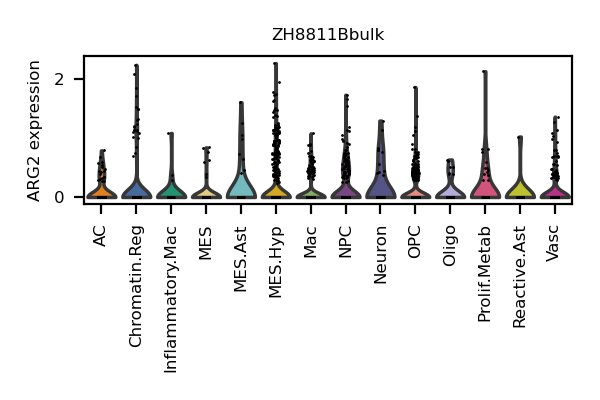 ZH8811Bbulk
ARG2 expression
2
0
AC
Chromatin.Reg
Inflammatory.Mac
MES
MES.Ast
MES.Hyp
Mac
NPC
Neuron
OPC
Oligo
Prolif.Metab
Reactive.Ast
Vasc